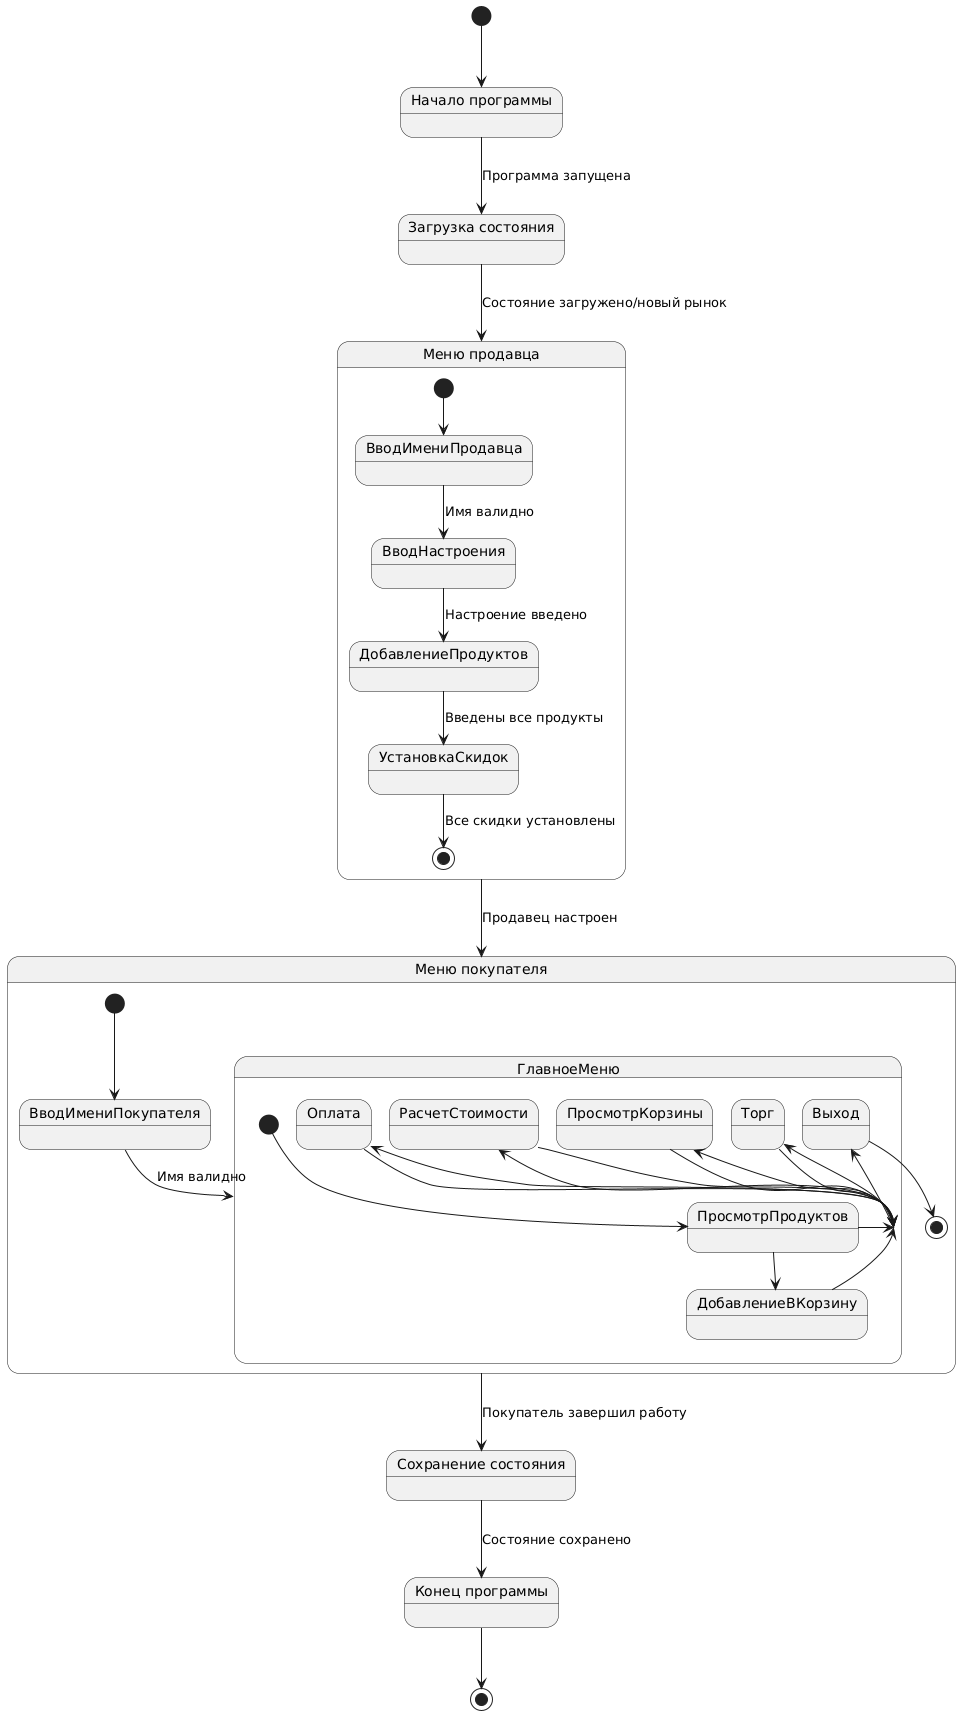 Начало программы
Программа запущена
Загрузка состояния
Состояние загружено/новый рынок
Меню продавца
ВводИмениПродавца
Имя валидно
ВводНастроения
Настроение введено
ДобавлениеПродуктов
Введены все продукты
УстановкаСкидок
Все скидки установлены
Продавец настроен
Меню покупателя
ГлавноеМеню
ВводИмениПокупателя
Оплата
РасчетСтоимости
ПросмотрКорзины
Торг
Выход
Имя валидно
ПросмотрПродуктов
ДобавлениеВКорзину
Покупатель завершил работу
Сохранение состояния
Состояние сохранено
Конец программы